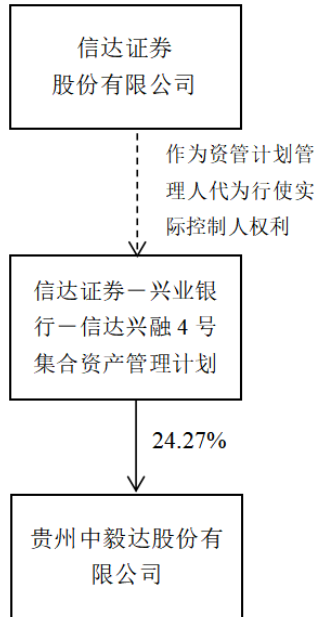 信达证券
股份有限公司
作为资管计划管
理人代为行使实
际控制人权利
信达证券－兴业银
行－信达兴融 4 号
集合资产管理计划
24.27%
贵州中毅达股份有
限公司